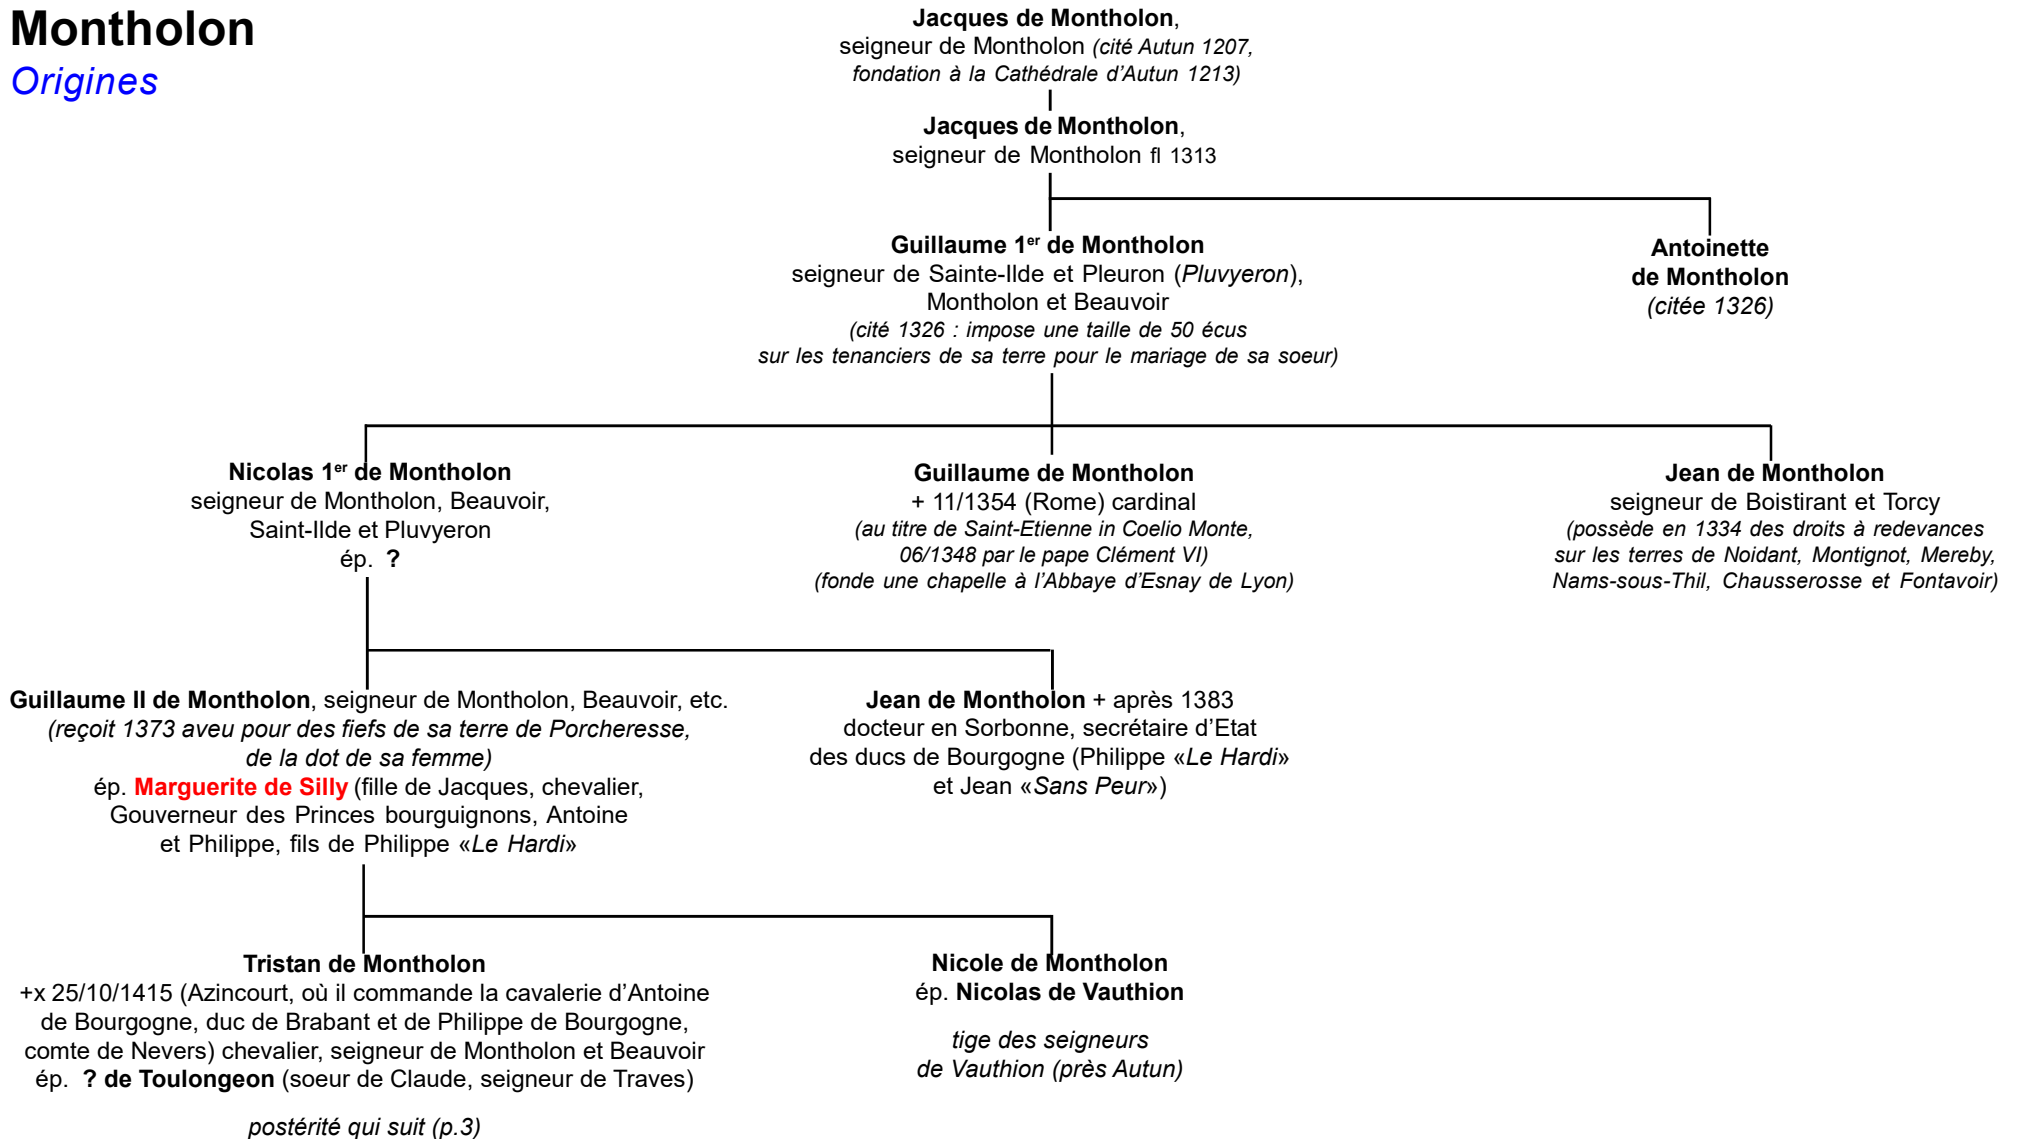 Montholon
Origines
Jacques de Montholon,
seigneur de Montholon (cité Autun 1207,
fondation à la Cathédrale d'Autun 1213)
Jacques de Montholon,
seigneur de Montholon fl 1313
Guillaume 1er de Montholon
seigneur de Sainte-Ilde et Pleuron (Pluvyeron),
Montholon et Beauvoir
(cité 1326 : impose une taille de 50 écus
sur les tenanciers de sa terre pour le mariage de sa soeur)
Antoinette
de Montholon
(citée 1326)
Nicolas 1er de Montholon
seigneur de Montholon, Beauvoir,
Saint-Ilde et Pluvyeron
ép. ?
Guillaume de Montholon
+ 11/1354 (Rome) cardinal
(au titre de Saint-Etienne in Coelio Monte,
06/1348 par le pape Clément VI)
(fonde une chapelle à l'Abbaye d'Esnay de Lyon)
Jean de Montholon
seigneur de Boistirant et Torcy
(possède en 1334 des droits à redevances
sur les terres de Noidant, Montignot, Mereby,
Nams-sous-Thil, Chausserosse et Fontavoir)
Guillaume II de Montholon, seigneur de Montholon, Beauvoir, etc.
(reçoit 1373 aveu pour des fiefs de sa terre de Porcheresse,
de la dot de sa femme)
ép. Marguerite de Silly (fille de Jacques, chevalier,
Gouverneur des Princes bourguignons, Antoine
et Philippe, fils de Philippe «Le Hardi»
Jean de Montholon + après 1383
docteur en Sorbonne, secrétaire d'Etat
des ducs de Bourgogne (Philippe «Le Hardi»
et Jean «Sans Peur»)
Tristan de Montholon
+x 25/10/1415 (Azincourt, où il commande la cavalerie d'Antoine
de Bourgogne, duc de Brabant et de Philippe de Bourgogne,
comte de Nevers) chevalier, seigneur de Montholon et Beauvoir
ép. ? de Toulongeon (soeur de Claude, seigneur de Traves)
postérité qui suit (p.3)
Nicole de Montholon
ép. Nicolas de Vauthion
tige des seigneurs
de Vauthion (près Autun)